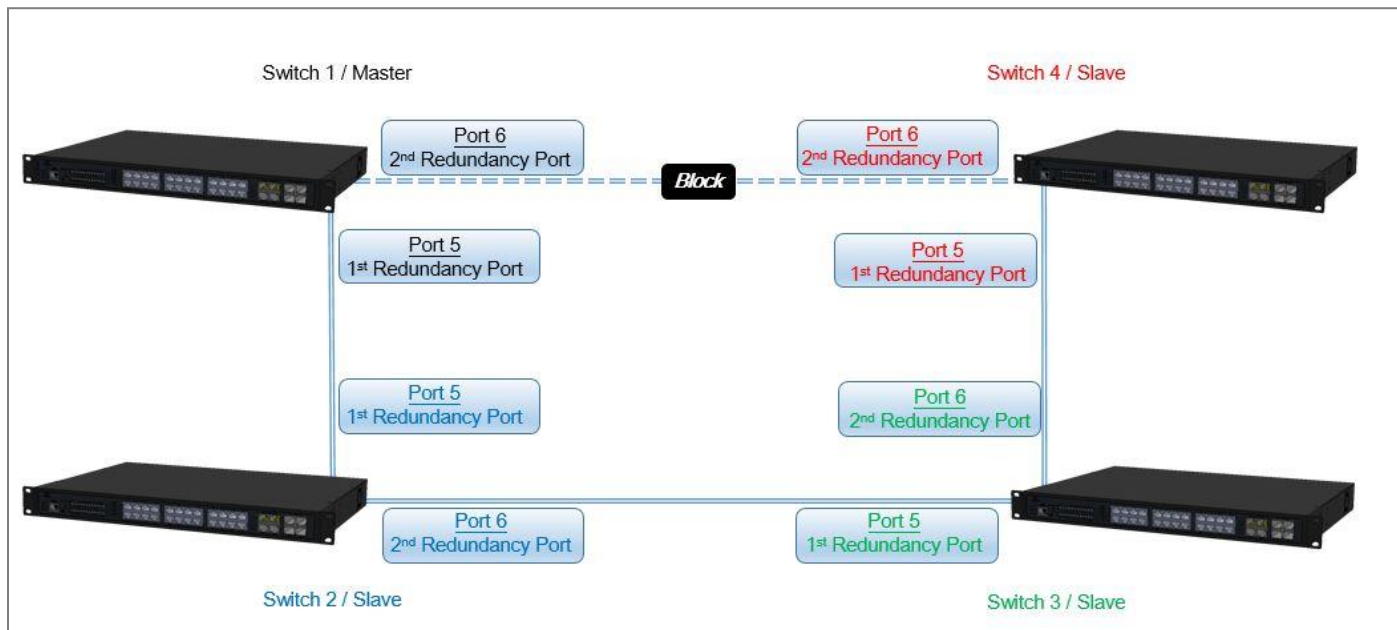 Switch 1 / Master
Switch 4 / Slave
Port 6
2nd Redundancy Port
Port 6
2nd Redundancy Port
Block
Port 5
1st Redundancy Port
Port 5
1st Redundancy Port
Port 5
1st Redundancy Port
Port 6
2nd Redundancy Port
Port 6
2nd Redundancy Port
Port 5
1st Redundancy Port
Switch 2 / Slave
Switch 3 / Slave